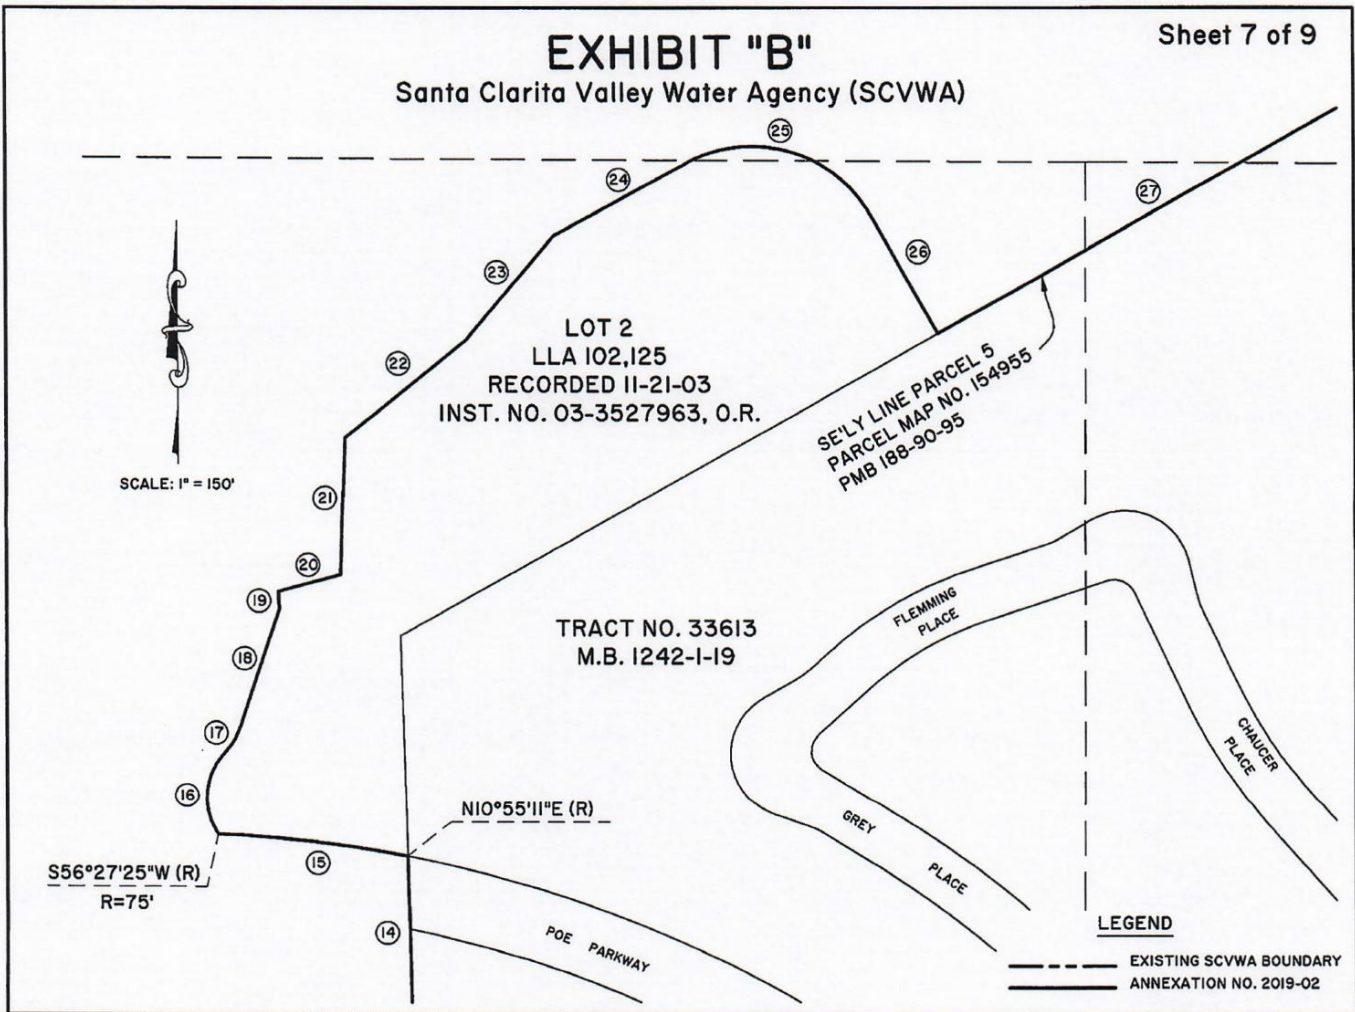 Sheet 7 of 9
EXHIBIT "B"
Santa Clarita Valley Water Agency (SCVWA)
25
24
27
26
23
22
LOT 2
LLA 102,125
RECORDED 11-21-03
INST. NO. 03-3527963, O.R.
SE'LY LINE PARCEL 5
PARCEL MAP NO. 154955
PMB 188-90-95
SCALE: 1" = 150'
21
20
19
18
17
16
FLEMMING
PLACE
TRACT NO. 33613
M.B. 1242-1-19
CHAUCER
PLACE
N10°55'11"E (R)
GREY
PLACE
S56°27'25"W (R)
R=75'
15
14
POE PARKWAY
LEGEND
EXISTING SCVWA BOUNDARY
ANNEXATION NO. 2019-02